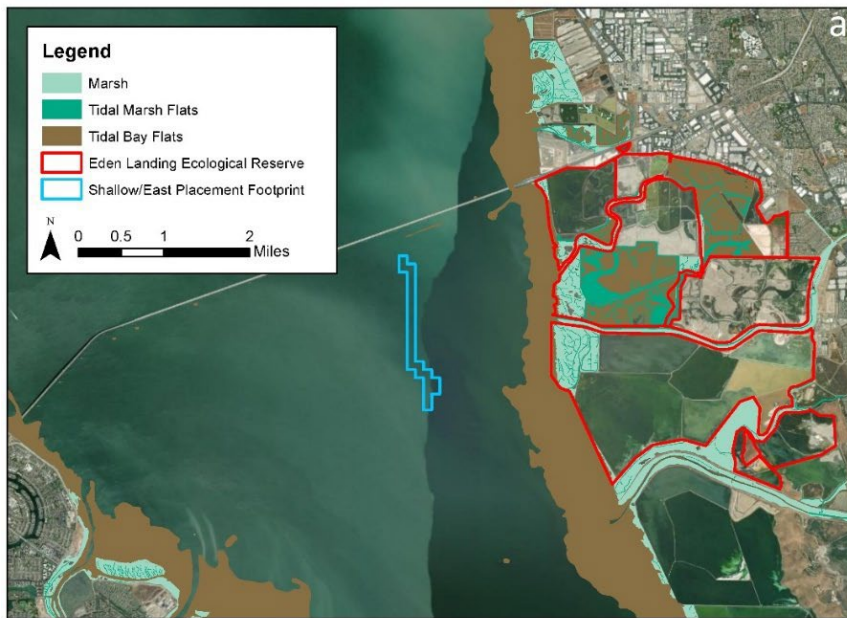 a
Legend
Marsh
Tidal Marsh Flats
Tidal Bay Flats
Eden Landing Ecological Reserve
Shallow/East Placement Footprint
N
0 0.5 1 2
Miles